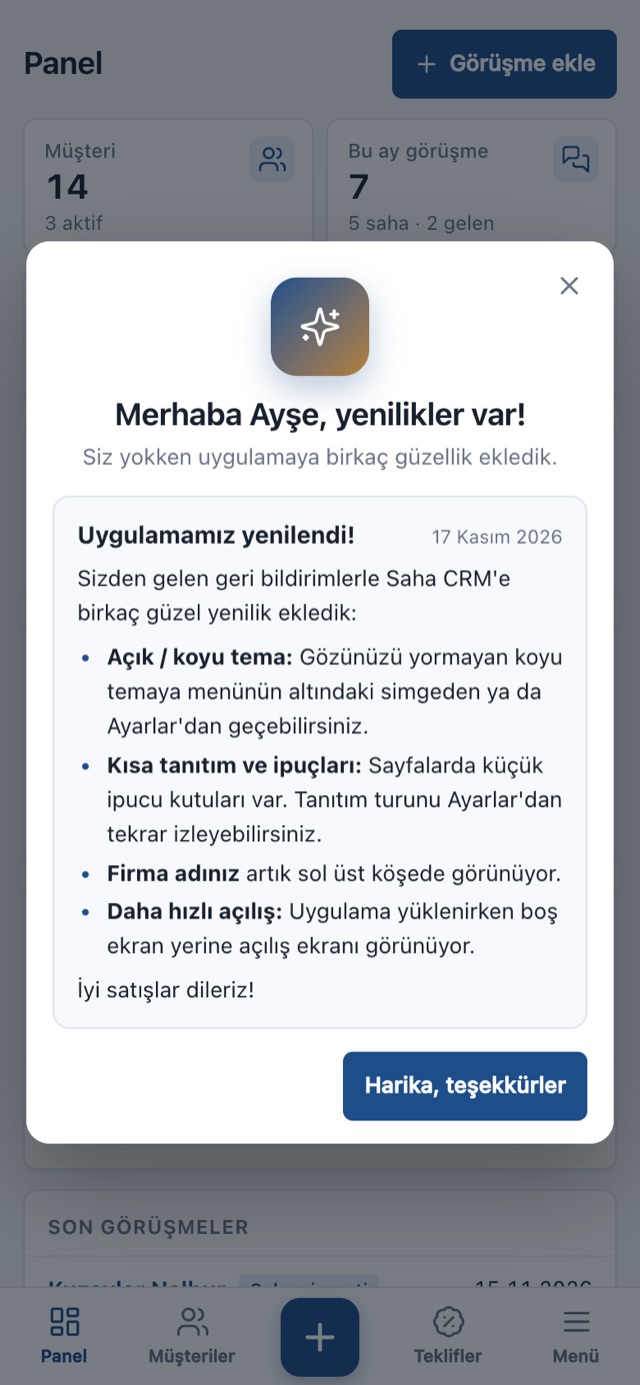 Panel
+ Görüşme ekle
Müşteri
14
3 aktif
Bu ay görüşme
7
5 saha · 2 gelen
Merhaba Ayşe, yenilikler var!
Siz yokken uygulamaya birkaç güzellik ekledik.
Uygulamamız yenilendi!
17 Kasım 2026
Sizden gelen geri bildirimlerle Saha CRM'e
birkaç güzel yenilik ekledik:
• Açık / koyu tema: Gözünüzü yormayan koyu
temaya menünün altındaki simgeden ya da
Ayarlar'dan geçebilirsiniz.
• Kısa tanıtım ve ipuçları: Sayfalarda küçük
ipucu kutuları var. Tanıtım turunu Ayarlar'dan
tekrar izleyebilirsiniz.
• Firma adınız artık sol üst köşede görünüyor.
• Daha hızlı açılış: Uygulama yüklenirken boş
ekran yerine açılış ekranı görünüyor.
İyi satışlar dileriz!
Harika, teşekkürler
SON GÖRÜŞMELER
15.11.2026
Panel
Müşteriler
Teklifler
Menü